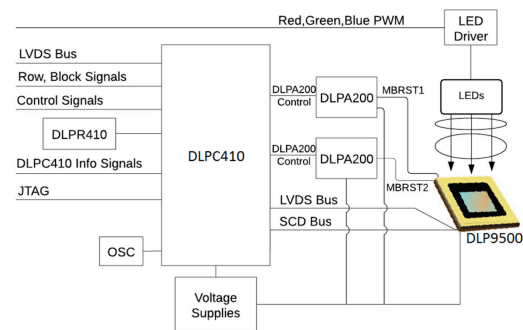 Red,Green,Blue PWM
LED
Driver
LVDS Bus
Row, Block Signals
Control Signals
DLPR410
DLPC410 Info Signals
JTAG
OSC
DLPC410
Voltage
Supplies
DLPA200
Control
DLPA200
MBRST1
DLPA200
Control
DLPA200
MBRST2
LVDS Bus
SCD Bus
LEDs
DLP9500